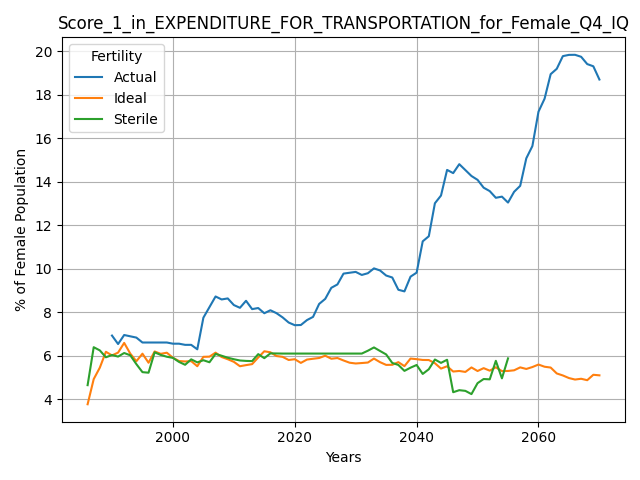 Score_1_in_EXPENDITURE_FOR_TRANSPORTATION_for_Female_Q4_IQ
Fertility
Actual
Ideal
Sterile
% of Female Population
20
18
16
14
12
10
8
6
4
2000
2020
2040
2060
Years